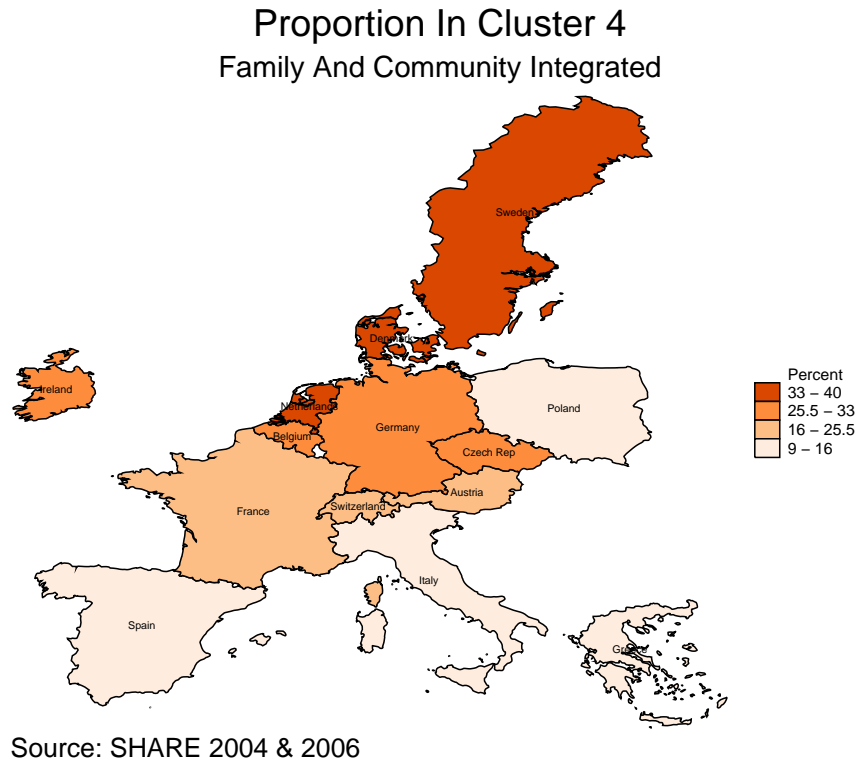 Proportion In Cluster 4
Family And Community Integrated
Sweden
Denmark
Ireland
Netherlands
Poland
Germany
Belgium
Czech Rep
Austria
Switzerland
France
Italy
Spain
Greece
Percent
33 – 40
25.5 – 33
16 – 25.5
9 – 16
Source: SHARE 2004 & 2006